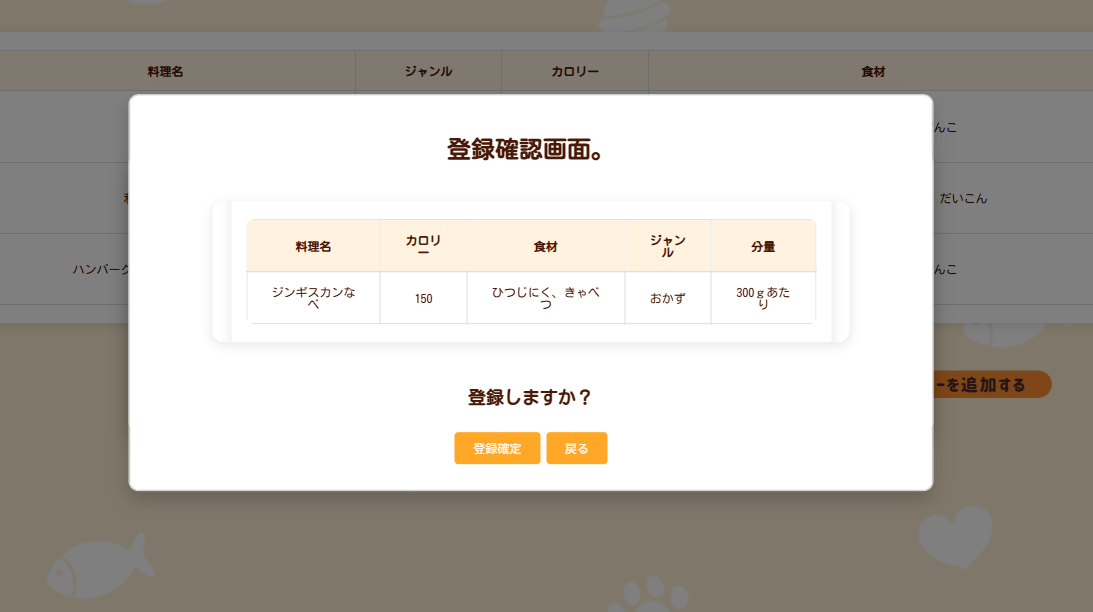 料理名 ジャンル カロリー 食材
んこ
だいこん
ハンバーグ
んこ
登録確認画面。
料理名 カロリー 食材 ジャンル 分量
ジンギスカンなべ 150 ひつじにく、きゃべつ おかず 300ｇあたり
登録しますか？
登録確定 戻る
ーを追加する